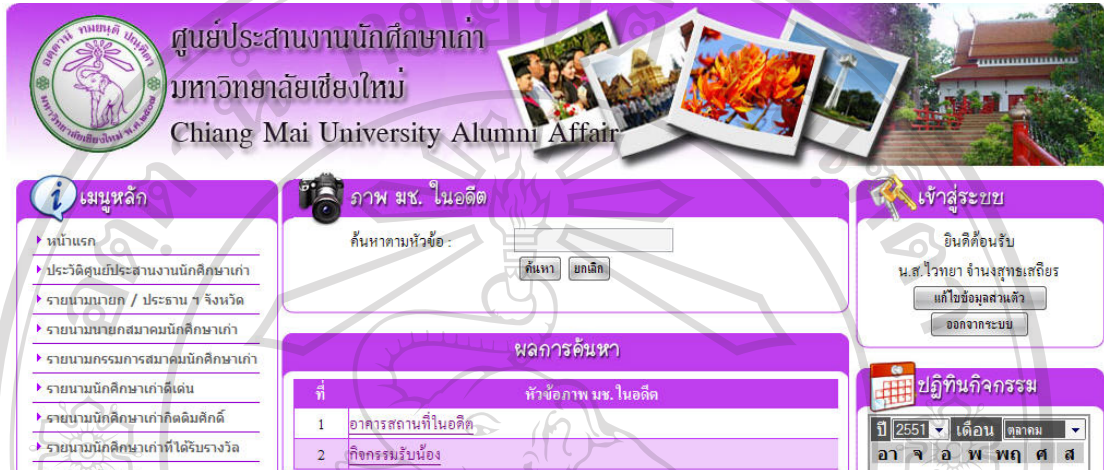 ศูนย์ประสานงานนักศึกษาเก่า
มหาวิทยาลัยเชียงใหม่
Chiang Mai University Alumni Affair
เมนูหลัก
หน้าแรก
ประวัติศูนย์ประสานงานนักศึกษาเก่า
รายนามนายก / ประธาน ฯ จังหวัด
รายนามนายกสมาคมนักศึกษาเก่า
รายนามกรรมการสมาคมนักศึกษาเก่า
รายนามนักศึกษาเก่าดีเด่น
รายนามนักศึกษาเก่ากิตติมศักดิ์
รายนามนักศึกษาเก่าที่ได้รับรางวัล
ภาพ มช. ในอดีต
ค้นหาตามหัวข้อ :
ค้นหา ยกเลิก
ผลการค้นหา
ที่ หัวข้อภาพ มช. ในอดีต
1 อาคารสถานที่ในอดีต
2 กิจกรรมรับน้อง
เข้าสู่ระบบ
ยินดีต้อนรับ
น.ส.ไวทยา จำนงสุทธเสถียร
แก้ไขข้อมูลส่วนตัว
ออกจากระบบ
ปฏิทินกิจกรรม
ปี 2551 เดือน ตุลาคม
อา จ อ พ พฤ ศ ส